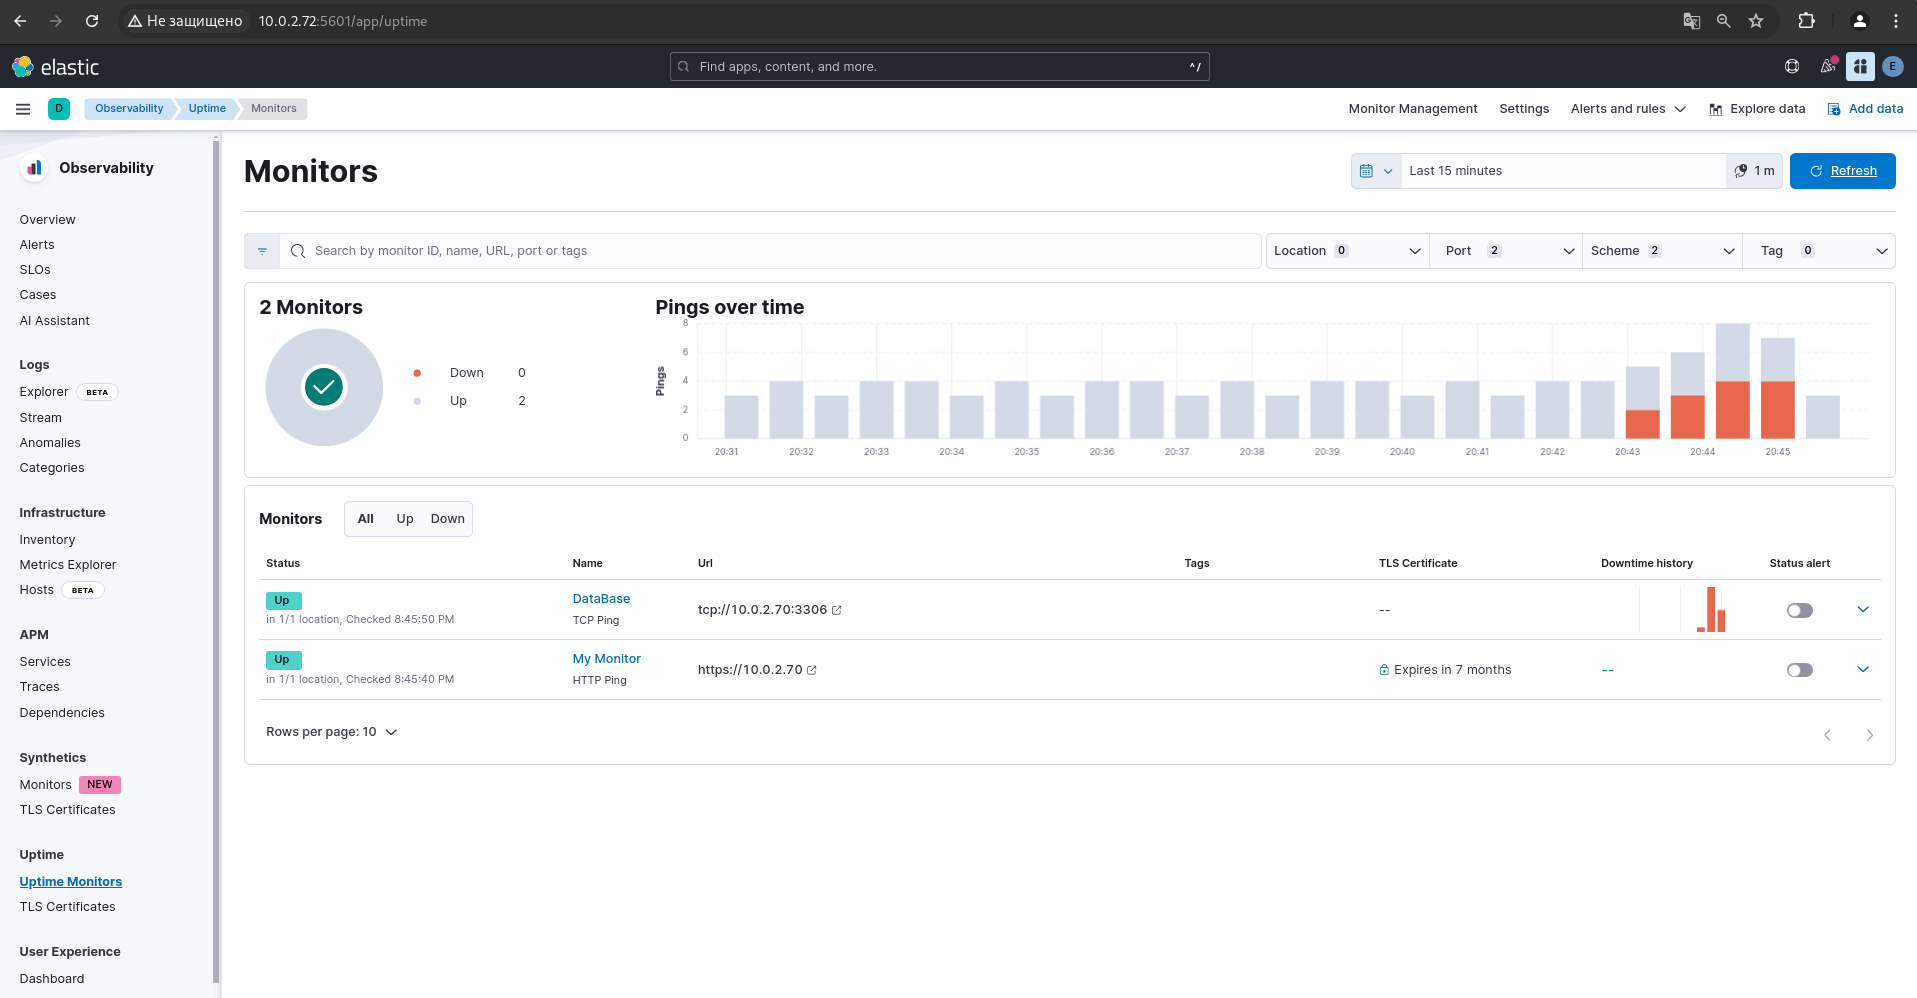 Не защищено 10.0.2.72:5601/app/uptime
elastic
Find apps, content, and more. ^/
E
D Observability Uptime Monitors
Monitor Management Settings Alerts and rules Explore data Add data
Observability
Overview
Alerts
SLOs
Cases
AI Assistant
Logs
Explorer BETA
Stream
Anomalies
Categories
Infrastructure
Inventory
Metrics Explorer
Hosts BETA
APM
Services
Traces
Dependencies
Synthetics
Monitors NEW
TLS Certificates
Uptime
Uptime Monitors
TLS Certificates
User Experience
Dashboard
Monitors
Last 15 minutes 1 m Refresh
Search by monitor ID, name, URL, port or tags
Location 0 Port 2 Scheme 2 Tag 0
2 Monitors
Down 0
Up 2
Pings over time
Pings
8
6
4
2
0
20:31 20:32 20:33 20:34 20:35 20:36 20:37 20:38 20:39 20:40 20:41 20:42 20:43 20:44 20:45
Monitors All Up Down
Status Name Url Tags TLS Certificate Downtime history Status alert
Up DataBase
in 1/1 location, Checked 8:45:50 PM TCP Ping tcp://10.0.2.70:3306 --
Up My Monitor
in 1/1 location, Checked 8:45:40 PM HTTP Ping https://10.0.2.70 Expires in 7 months --
Rows per page: 10